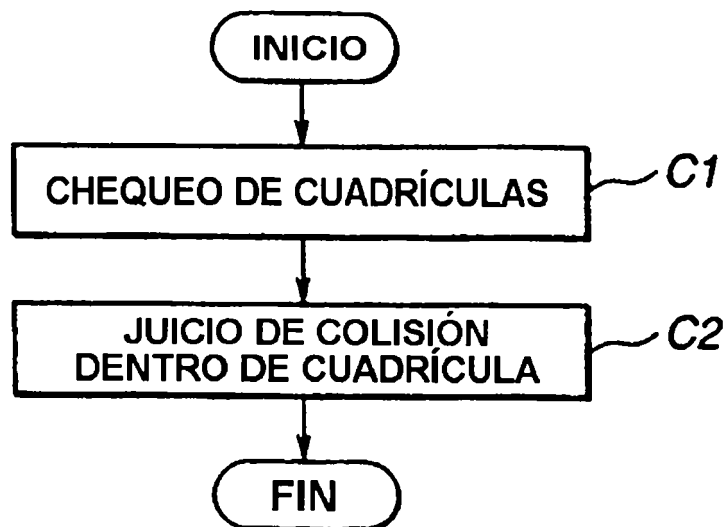 INICIO
CHEQUEO DE CUADRÍCULAS
C1
JUICIO DE COLISIÓN
DENTRO DE CUADRÍCULA
C2
FIN